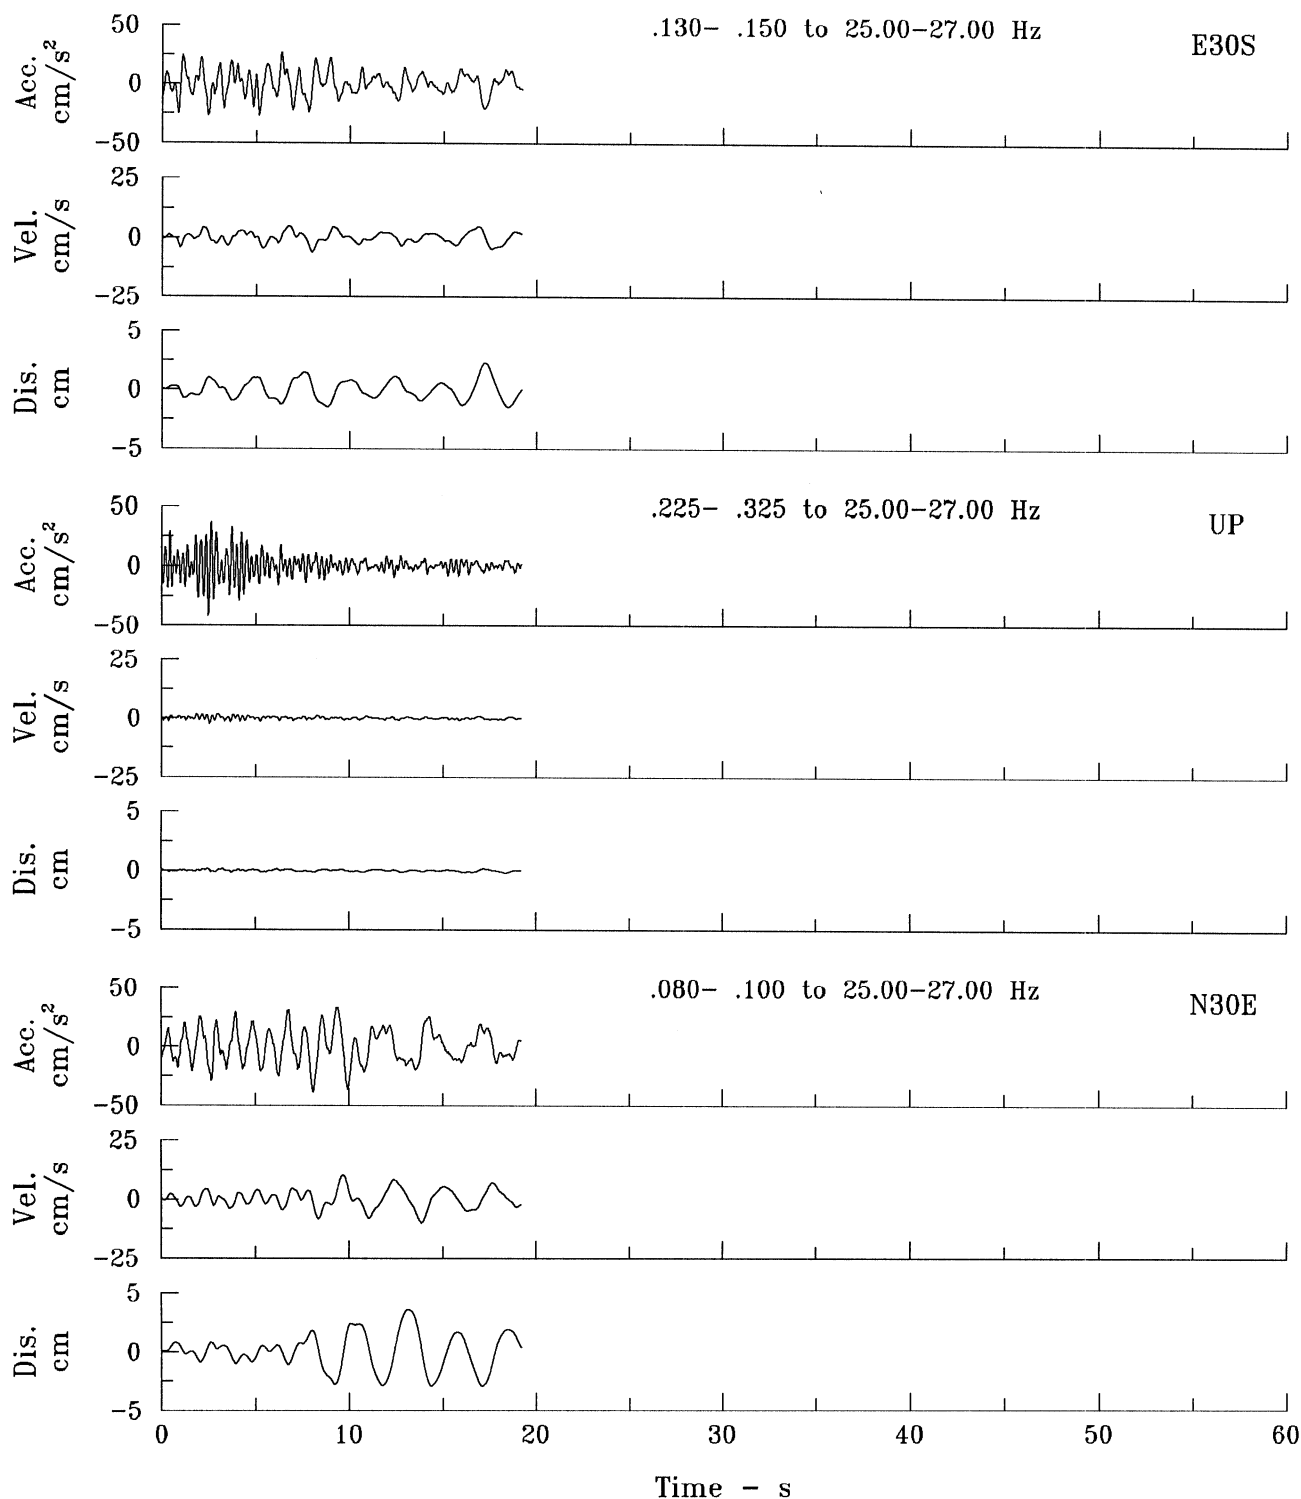 50
0
-50
Acc.
cm/s²
.130- .150 to 25.00-27.00 Hz
E30S
25
0
-25
Vel.
cm/s
5
0
-5
Dis.
cm
50
0
-50
Acc.
cm/s²
.225- .325 to 25.00-27.00 Hz
UP
25
0
-25
Vel.
cm/s
5
0
-5
Dis.
cm
50
0
-50
Acc.
cm/s²
.080- .100 to 25.00-27.00 Hz
N30E
25
0
-25
Vel.
cm/s
5
0
-5
Dis.
cm
0 10 20 30 40 50 60
Time - s